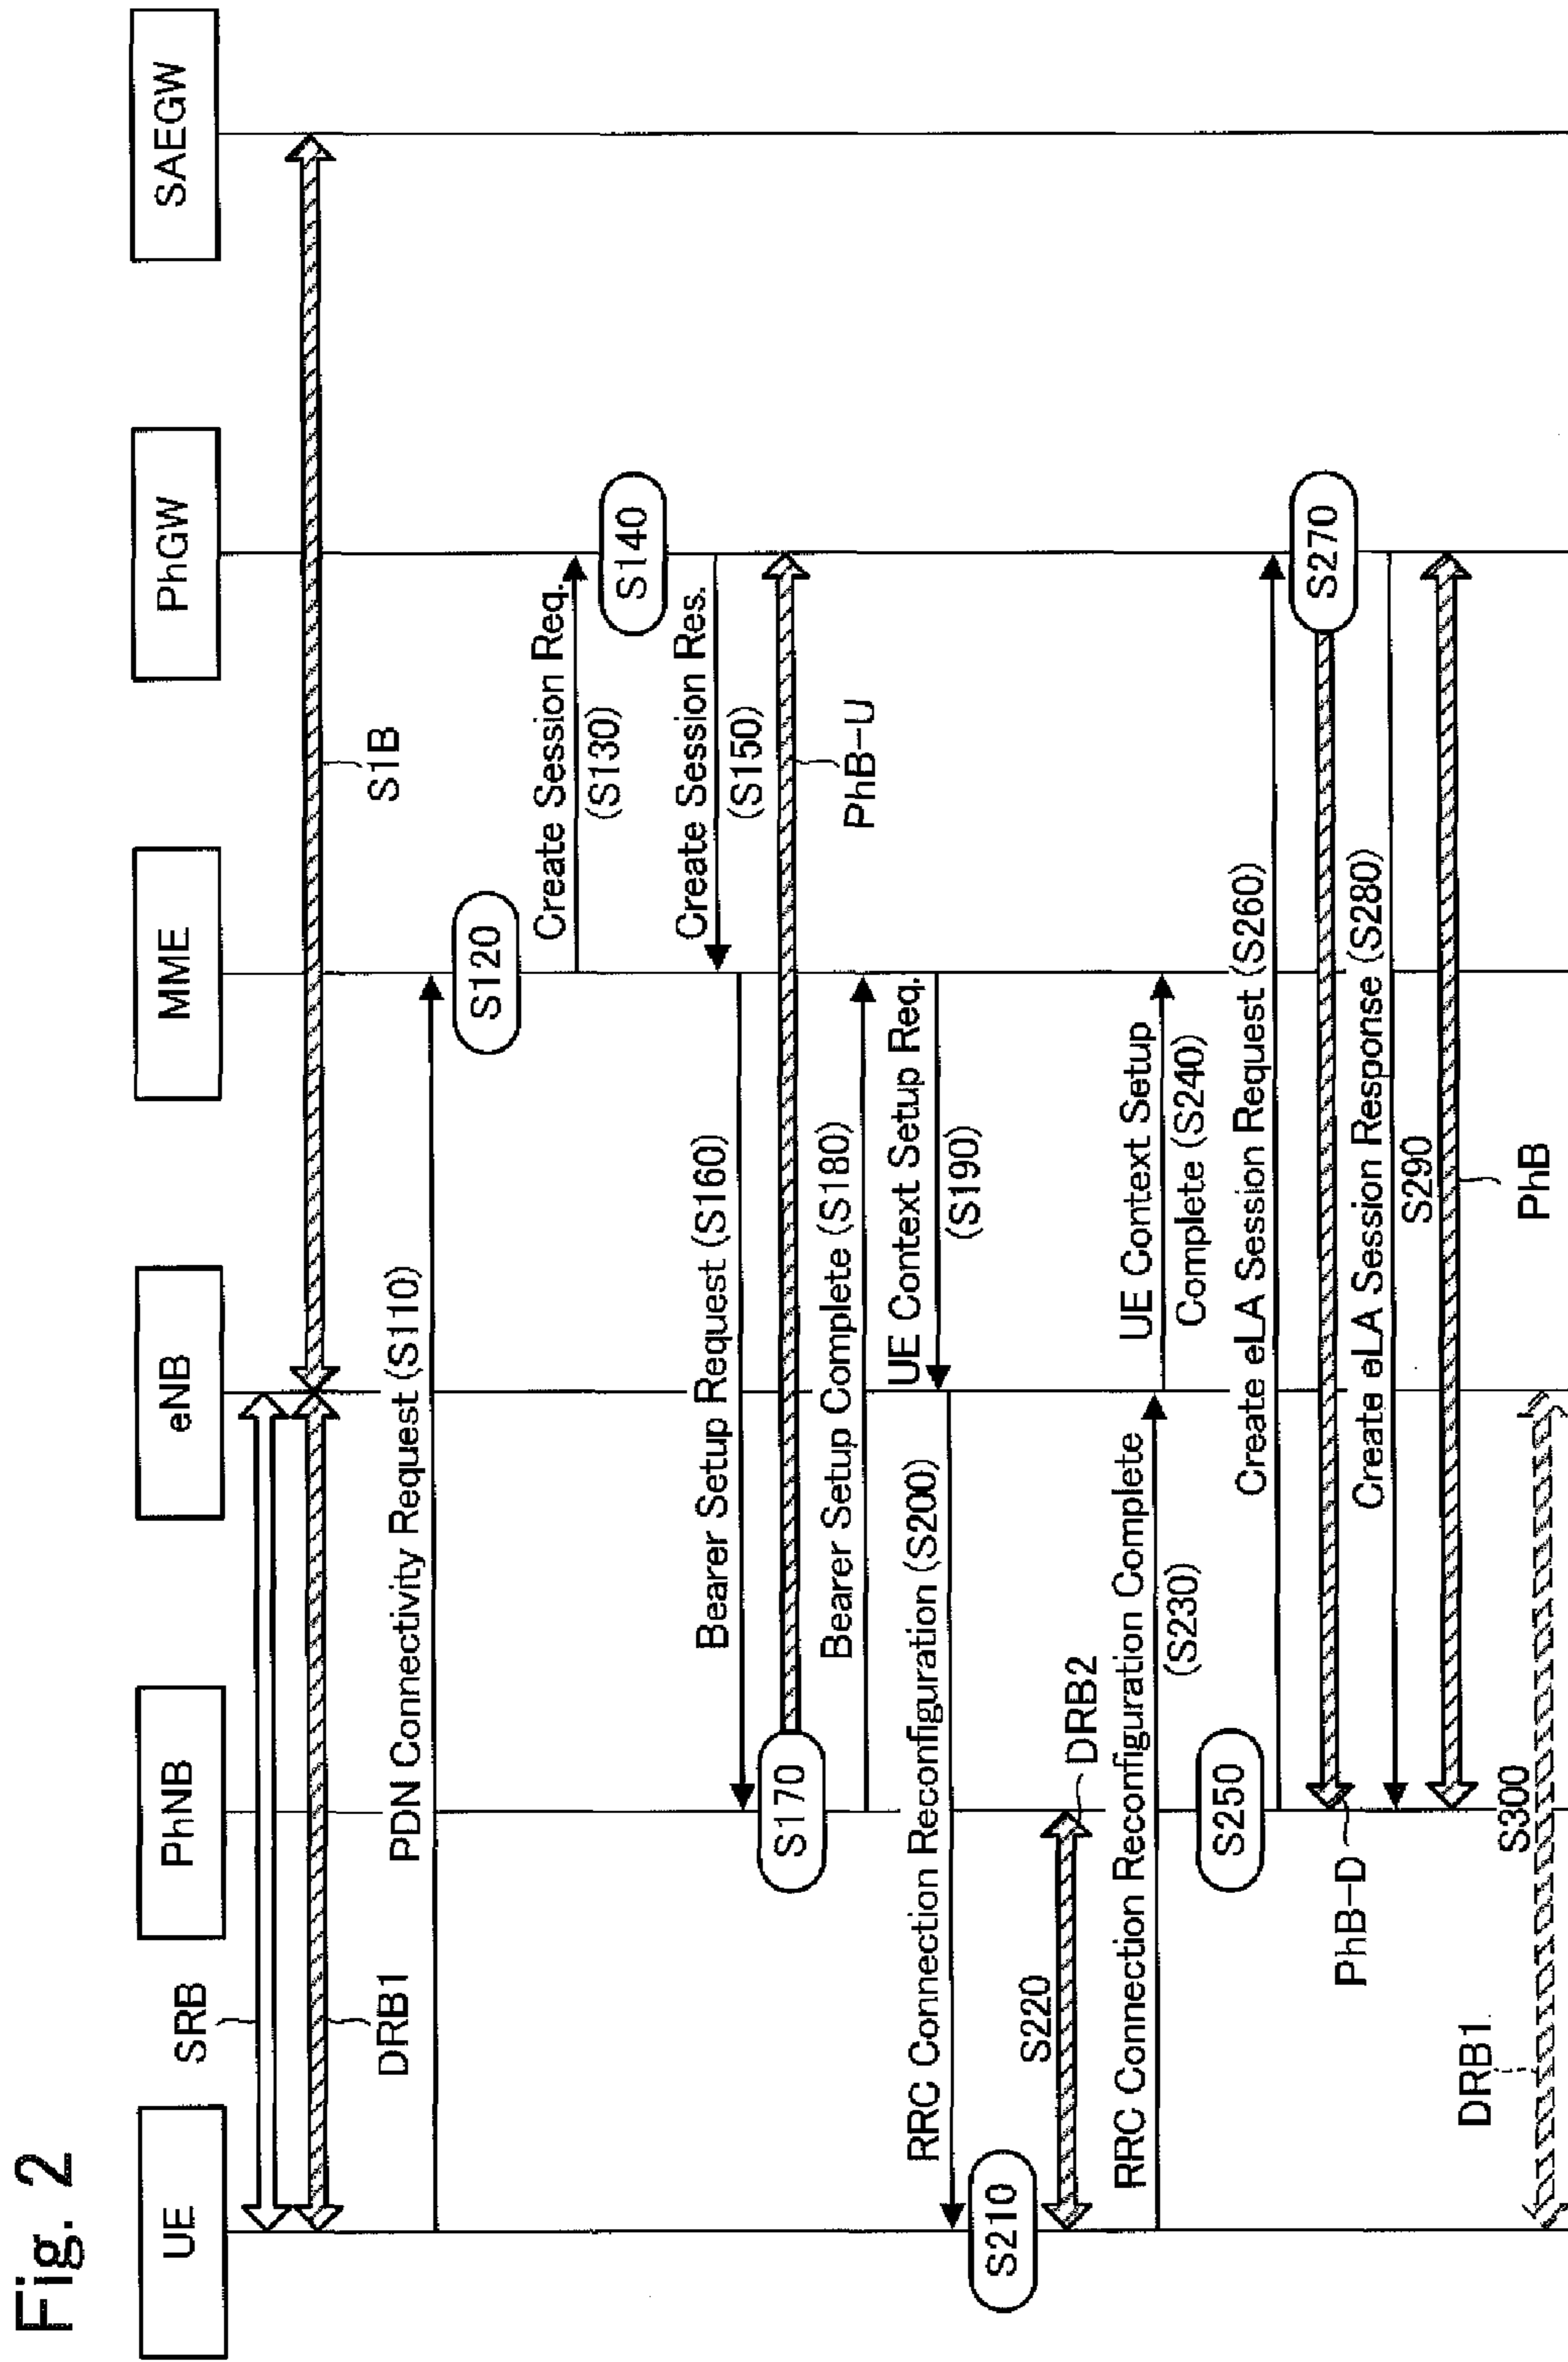 Fig. 2
UE
PhNB
eNB
MME
PhGW
SAEGW
SRB
DRB1
S1B
PDN Connectivity Request (S110)
S120
Create Session Req.
(S130)
S140
Create Session Res.
(S150)
Bearer Setup Request (S160)
S170
PhB-U
Bearer Setup Complete (S180)
UE Context Setup Req.
(S190)
RRC Connection Reconfiguration (S200)
S210
S220
DRB2
RRC Connection Reconfiguration Complete
(S230)
UE Context Setup
Complete (S240)
S250
Create eLA Session Request (S260)
S270
PhB-D
Create eLA Session Response (S280)
S290
PhB
S300
DRB1